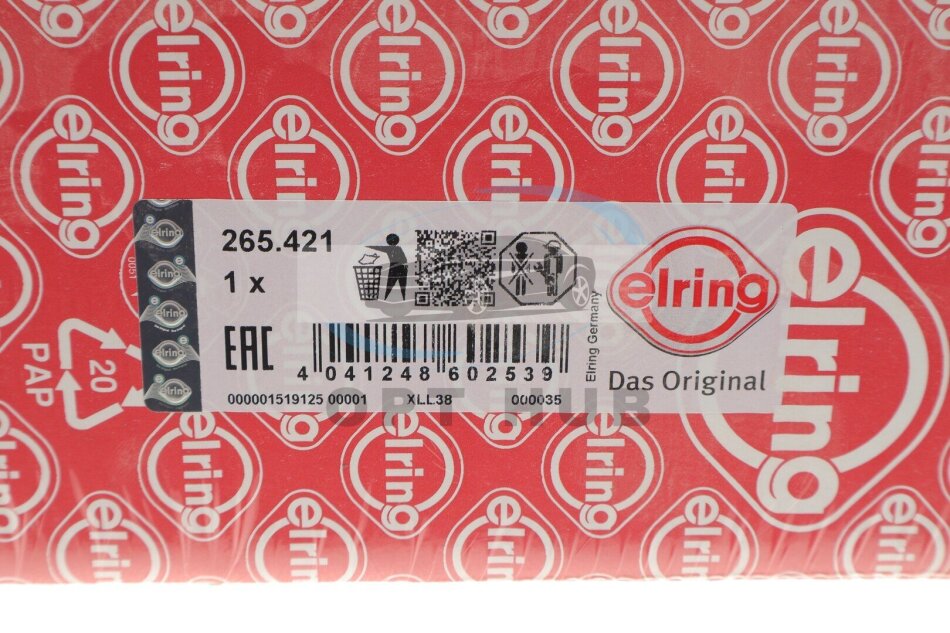 265.421
1 x
EAC
4 041248 602539
000001519125 00001 XLL38 000035
Elring Germany
elring
Das Original
20
PAP
elring
OPT HUB